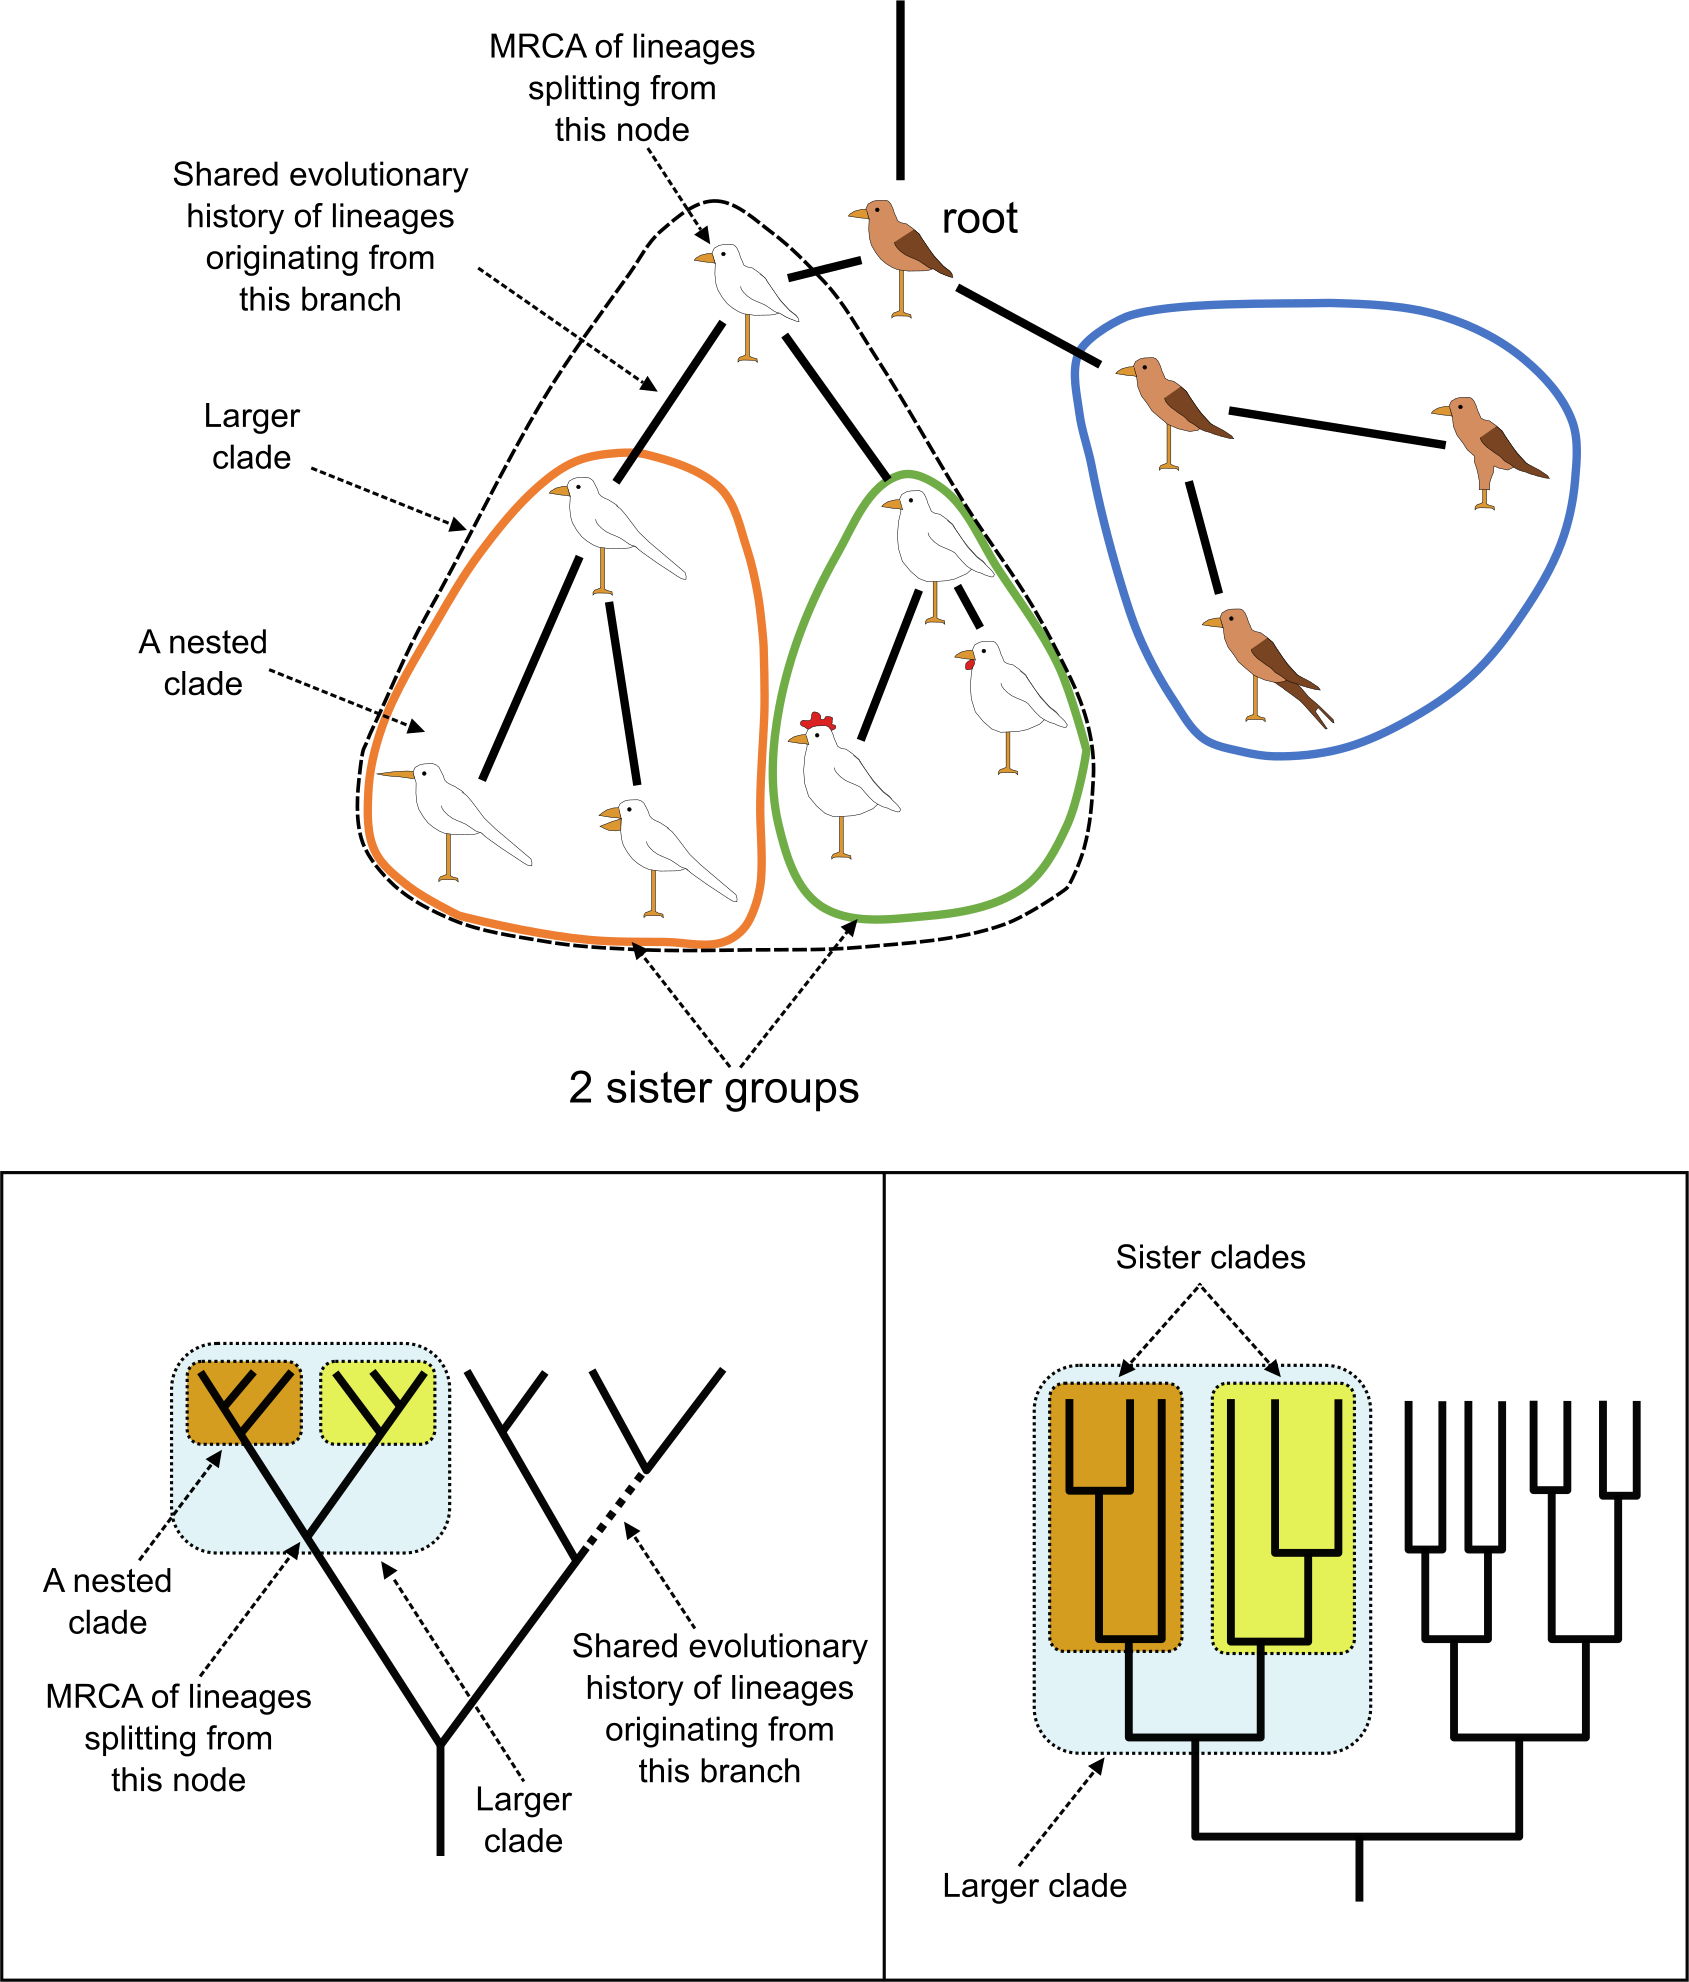 MRCA of lineages
splitting from
this node
Shared evolutionary
history of lineages
originating from
this branch
root
Larger
clade
A nested
clade
2 sister groups
A nested
clade
MRCA of lineages
splitting from
this node
Shared evolutionary
history of lineages
originating from
this branch
Larger
clade
Sister clades
Larger clade